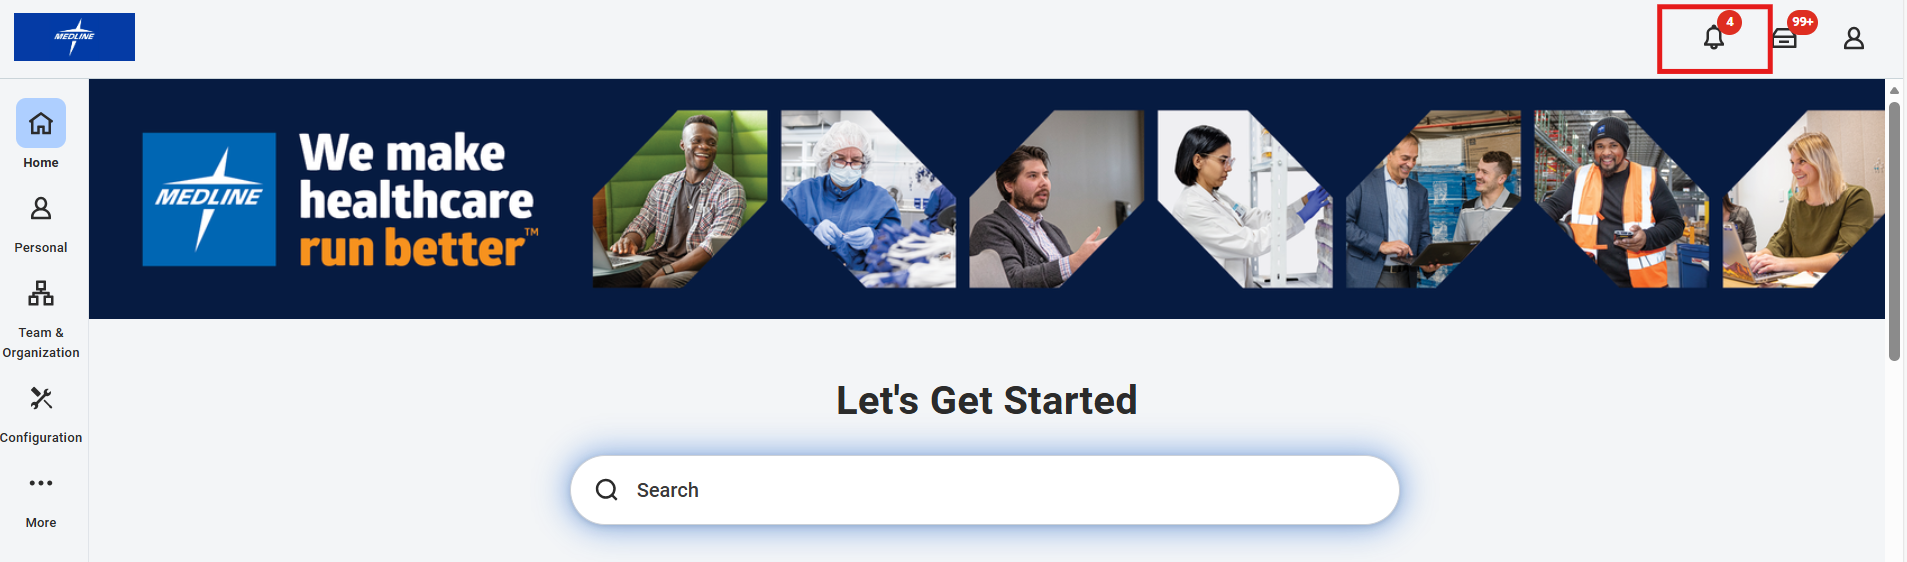 MEDLINE
4
99+
Home
Personal
Team &
Organization
Configuration
More
MEDLINE
We make
healthcare
run better™
Let's Get Started
Search